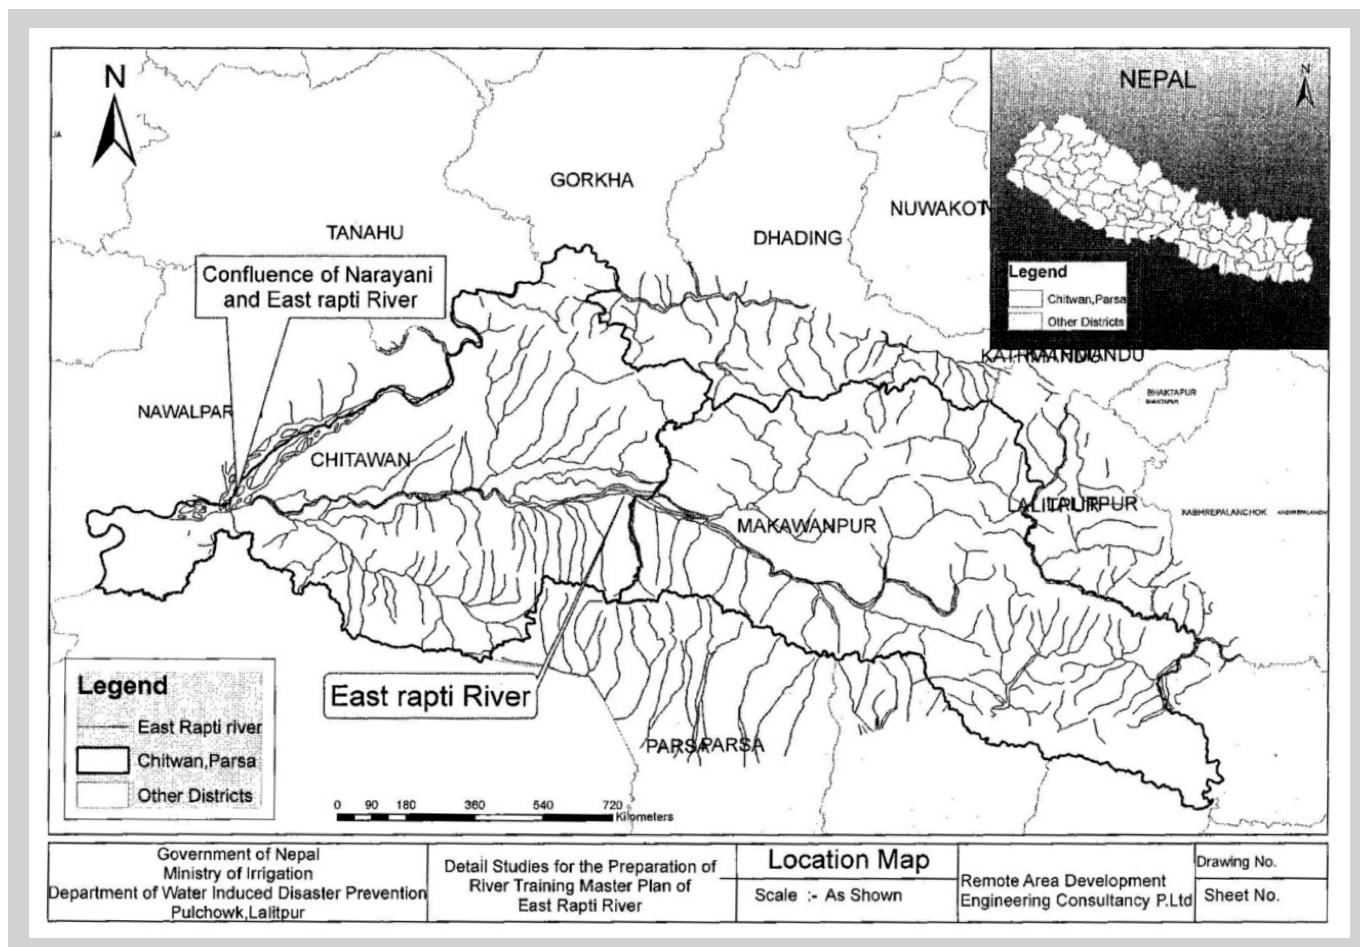 N
NEPAL
N
JA
GORKHA
NUWAKOT
TANAHU
DHADING
Confluence of Narayani
and East rapti River
Legend
Chitwan,Parsa
Other Districts
BHAKTAPUR
BHAKTAPUR
NAWALPAR
CHITAWAN
MAKAWANPUR
KABHREPALANCHOK
East rapti River
PARSA
PARSA
Legend
East Rapti river
Chitwan,Parsa
Other Districts
0 90 180 360 540 720
Kilometers
Government of Nepal
Ministry of Irrigation
Department of Water Induced Disaster Prevention
Pulchowk,Lalitpur
Detail Studies for the Preparation of
River Training Master Plan of
East Rapti River
Location Map
Scale :- As Shown
Remote Area Development
Engineering Consultancy P.Ltd
Drawing No.
Sheet No.